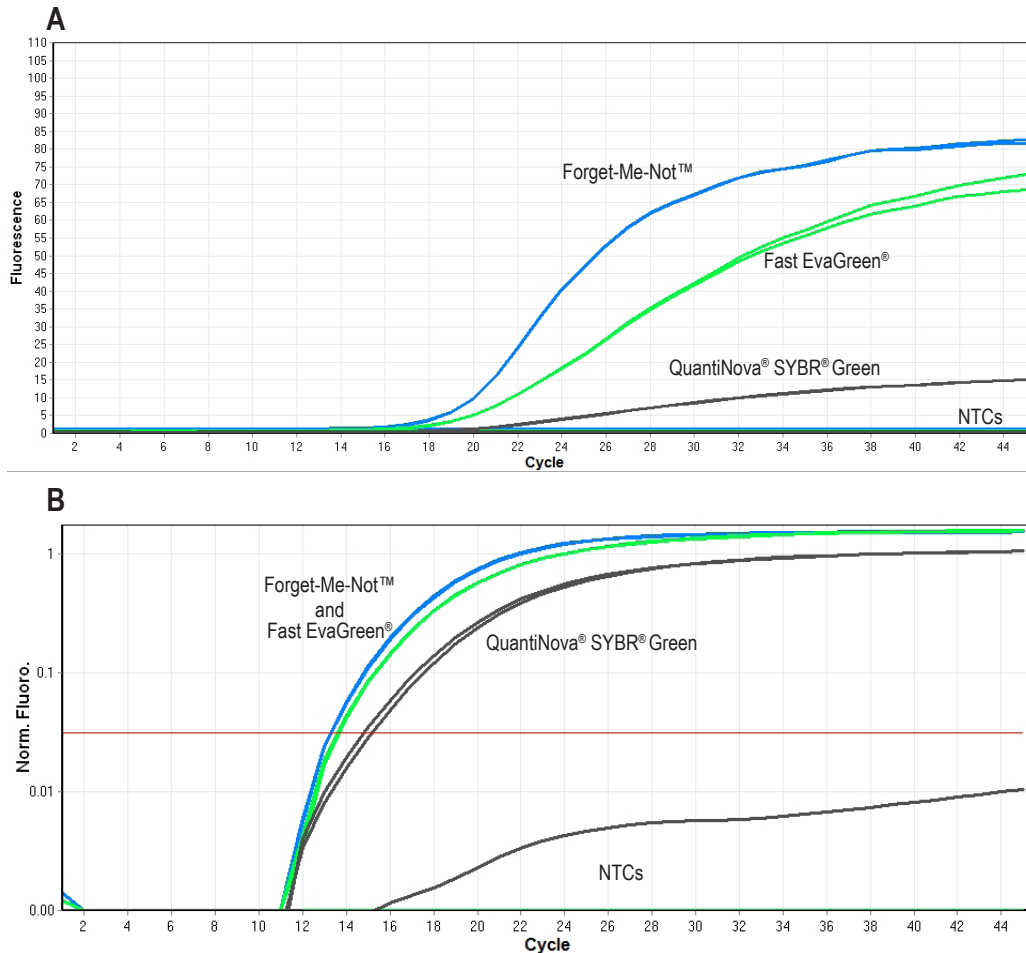 A
110
105
100
95
90
85
80
75
70
65
60
55
50
45
40
35
30
25
20
15
10
5
0
Fluorescence
Forget-Me-Not™
Fast EvaGreen®
QuantiNova® SYBR® Green
NTCs
2 4 6 8 10 12 14 16 18 20 22 24 26 28 30 32 34 36 38 40 42 44
Cycle
B
1
0.1
0.01
0.00
Norm. Fluoro.
Forget-Me-Not™
and
Fast EvaGreen®
QuantiNova® SYBR® Green
NTCs
2 4 6 8 10 12 14 16 18 20 22 24 26 28 30 32 34 36 38 40 42 44
Cycle